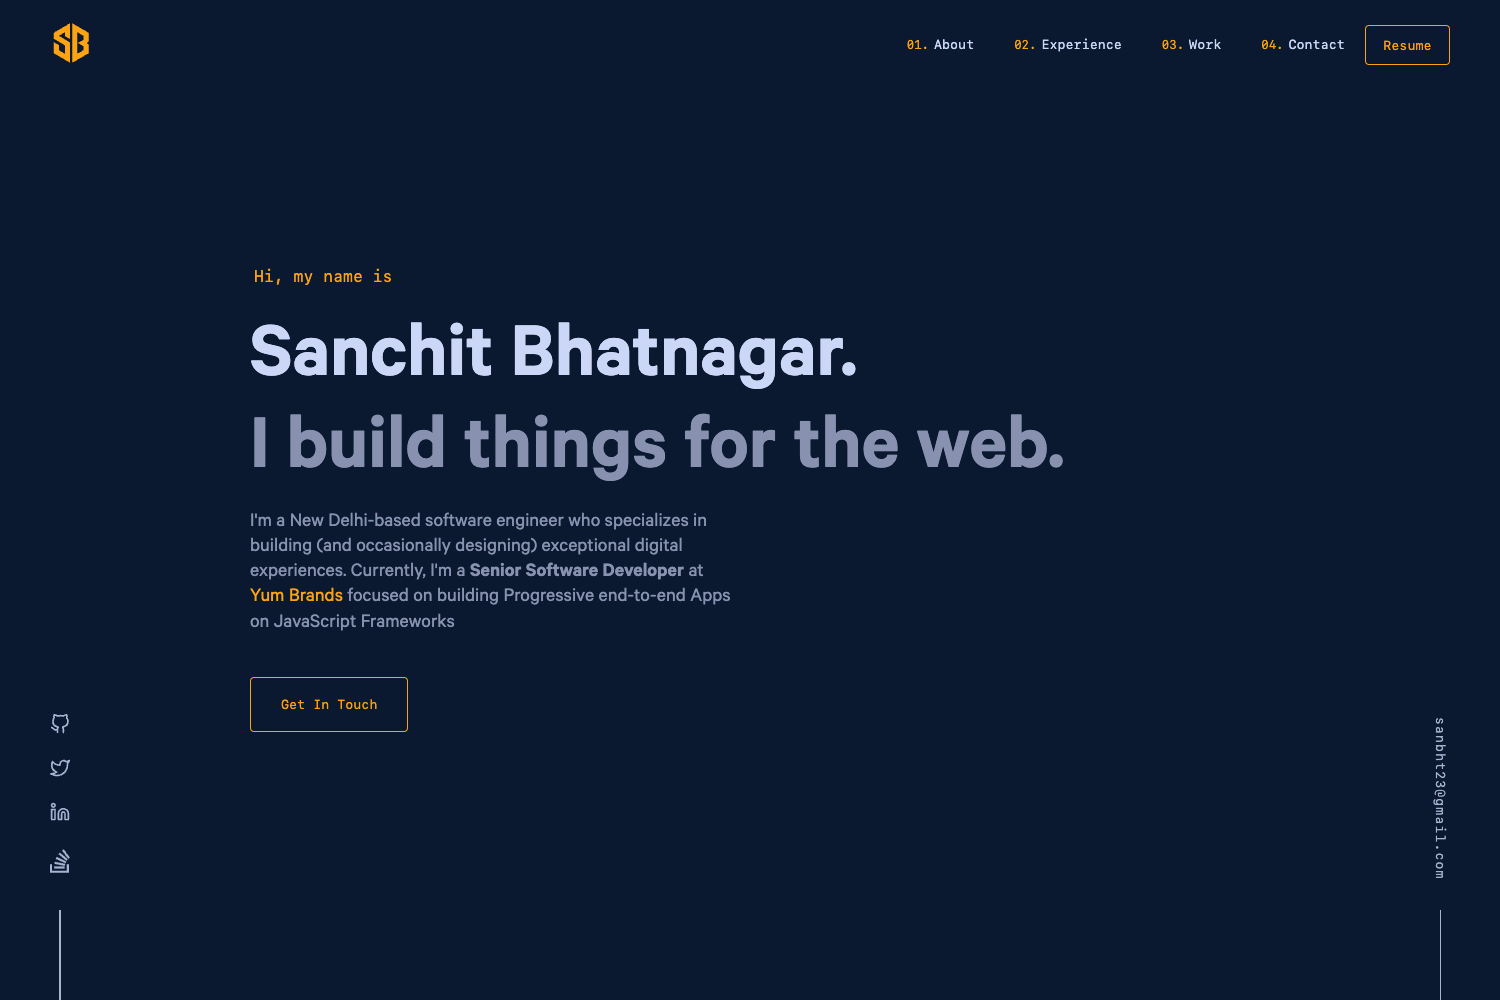 SB
01. About 02. Experience 03. Work 04. Contact Resume
Hi, my name is
Sanchit Bhatnagar.
I build things for the web.
I'm a New Delhi-based software engineer who specializes in
building (and occasionally designing) exceptional digital
experiences. Currently, I'm a Senior Software Developer at
Yum Brands focused on building Progressive end-to-end Apps
on JavaScript Frameworks
Get In Touch
in
sanbht23@gmail.com